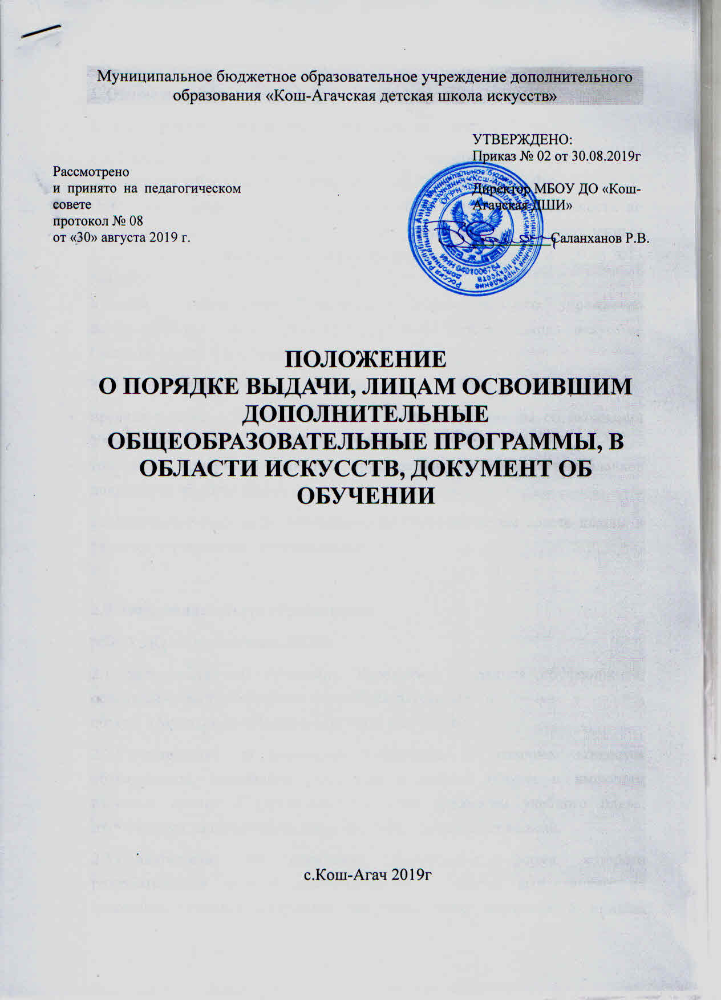 Муниципальное бюджетное образовательное учреждение дополнительного
образования «Кош-Агачская детская школа искусств»
УТВЕРЖДЕНО:
Приказ № 02 от 30.08.2019г
Рассмотрено
и принято на педагогическом
совете
протокол № 08
от «30» августа 2019 г.
Директор МБОУ ДО «Кош-
Агачская ДШИ»
Саланханов Р.В.
ПОЛОЖЕНИЕ
О ПОРЯДКЕ ВЫДАЧИ, ЛИЦАМ ОСВОИВШИМ
ДОПОЛНИТЕЛЬНЫЕ
ОБЩЕОБРАЗОВАТЕЛЬНЫЕ ПРОГРАММЫ, В
ОБЛАСТИ ИСКУССТВ, ДОКУМЕНТ ОБ
ОБУЧЕНИИ
с.Кош-Агач 2019г